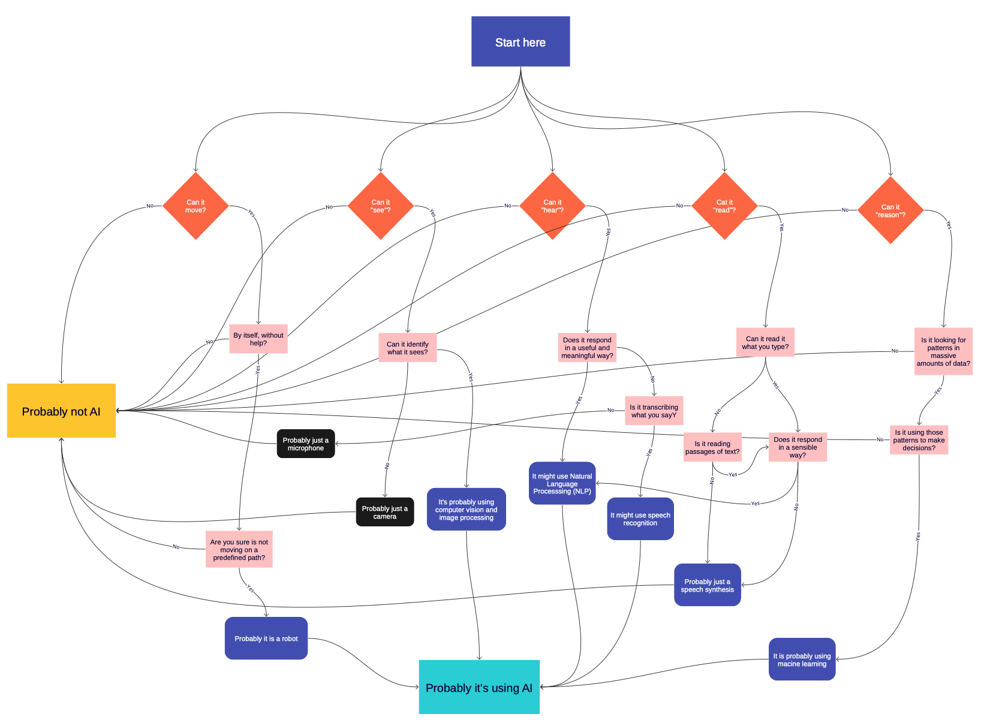 Start here
Can it
move?
Can it
"see"?
Can it
"hear"?
Cat it
"read"?
Can it
"reason"?
No
Yes
No
Yes
No
Yes
No
Yes
No
Yes
By itself, without
help?
Can it identify
what it sees?
Does it respond
in a useful and
meaningful way?
Can it read it
what you type?
Is it looking for
patterns in
massive
amounts of data?
No
Yes
Yes
No
Yes
No
Yes
Yes
No
No
Yes
Probably not AI
Is it transcribing
what you sayY
No
Yes
Probably just a
microphone
Is it reading
passages of text?
Does it respond
in a sensible
way?
Is it using those
patterns to make
decisions?
No
Yes
No
Yes
No
Yes
It might use Natural
Language
Processsing (NLP)
It's probably using
computer vision and
image processing
Probably just a
camera
It might use speech
recognition
Are you sure is not
moving on a
predefined path?
No
Yes
Probably just a
speech synthesis
Probably it is a robot
It is probably using
macine learning
Probably it's using AI